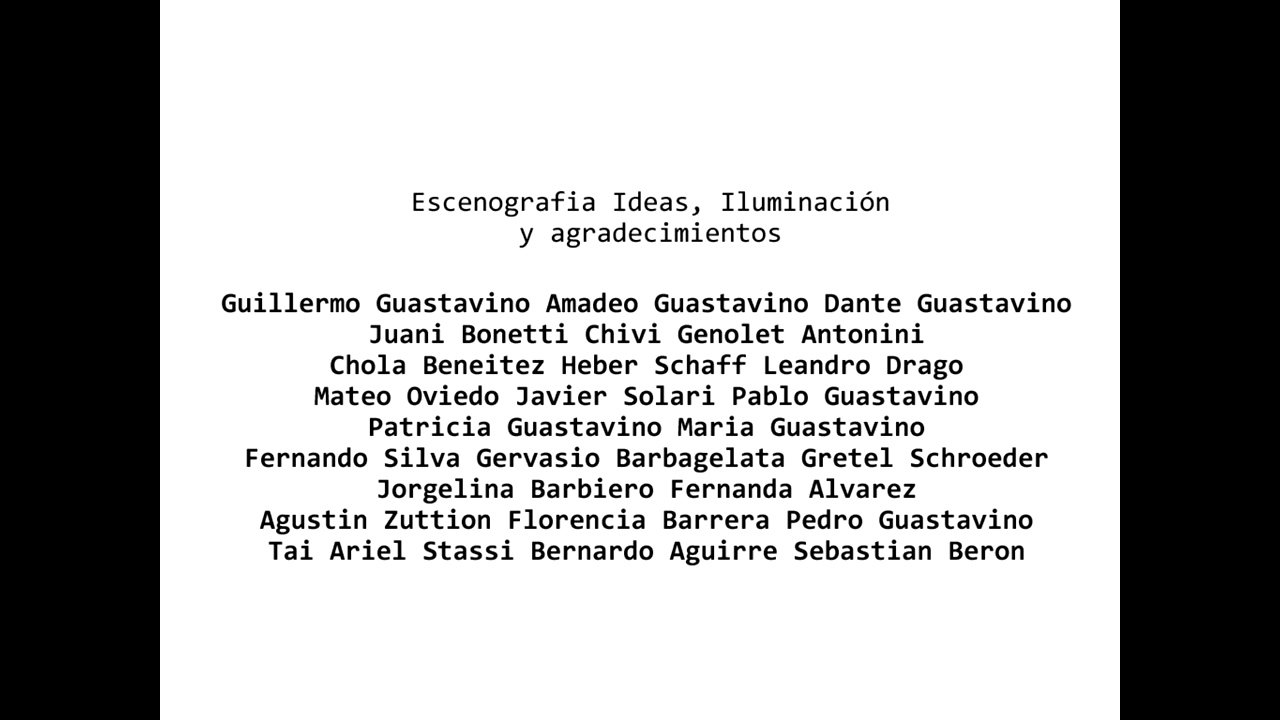 Escenografia Ideas, Iluminación
y agradecimientos
Guillermo Guastavino Amadeo Guastavino Dante Guastavino
Juani Bonetti Chivi Genolet Antonini
Chola Beneitez Heber Schaff Leandro Drago
Mateo Oviedo Javier Solari Pablo Guastavino
Patricia Guastavino Maria Guastavino
Fernando Silva Gervasio Barbagelata Gretel Schroeder
Jorgelina Barbiero Fernanda Alvarez
Agustin Zuttion Florencia Barrera Pedro Guastavino
Tai Ariel Stassi Bernardo Aguirre Sebastian Beron